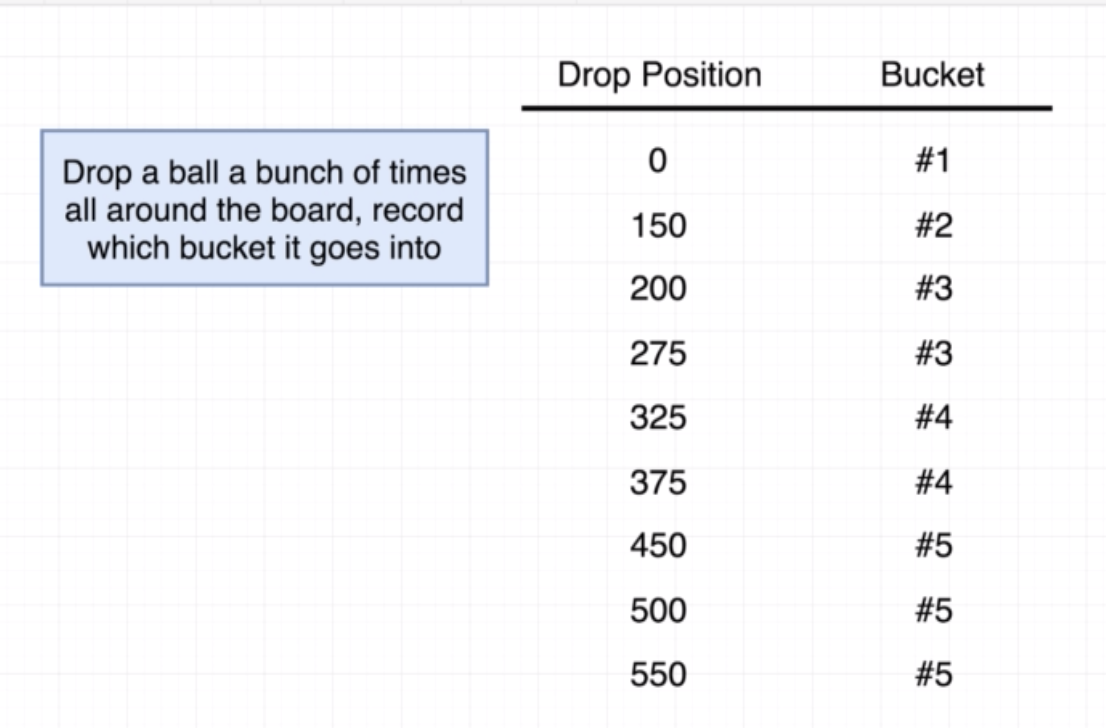 Drop a ball a bunch of times
all around the board, record
which bucket it goes into
Drop Position Bucket
0 #1
150 #2
200 #3
275 #3
325 #4
375 #4
450 #5
500 #5
550 #5